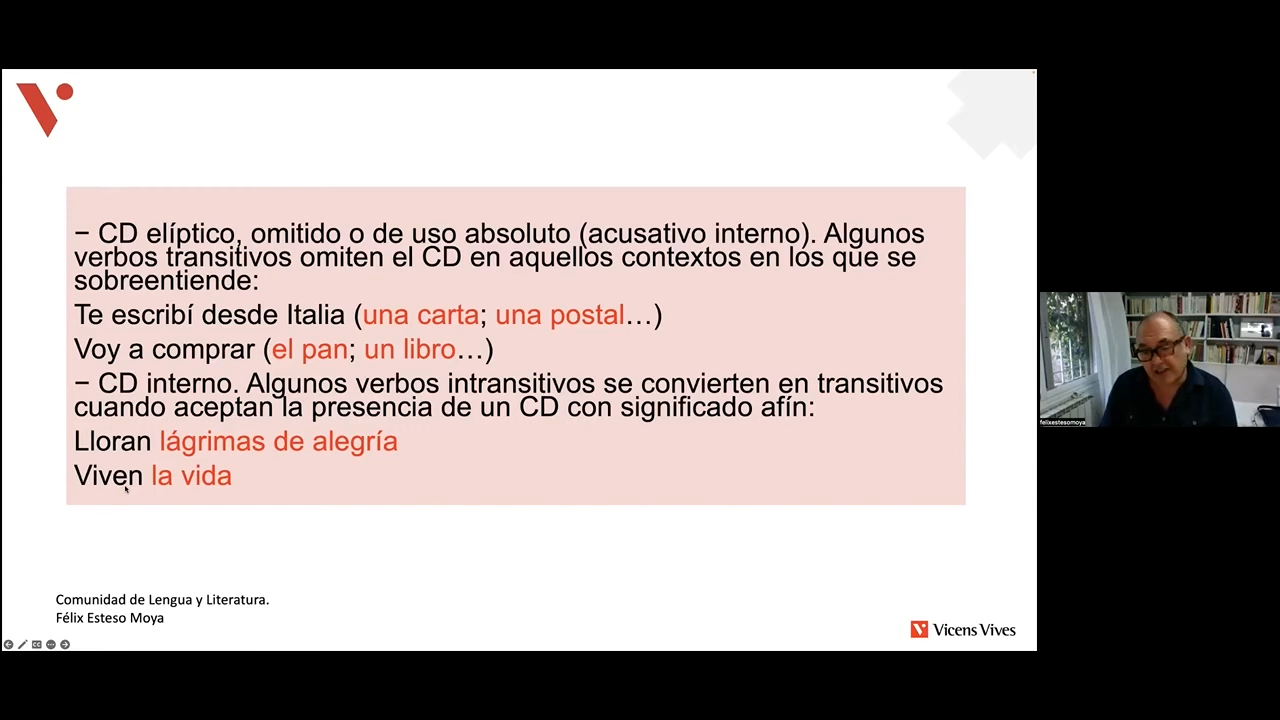 − CD elíptico, omitido o de uso absoluto (acusativo interno). Algunos
verbos transitivos omiten el CD en aquellos contextos en los que se
sobreentiende:
Te escribí desde Italia (una carta; una postal…)
Voy a comprar (el pan; un libro…)
− CD interno. Algunos verbos intransitivos se convierten en transitivos
cuando aceptan la presencia de un CD con significado afín:
Lloran lágrimas de alegría
Viven la vida
Comunidad de Lengua y Literatura.
Félix Esteso Moya
Vicens Vives
felixestesomoya